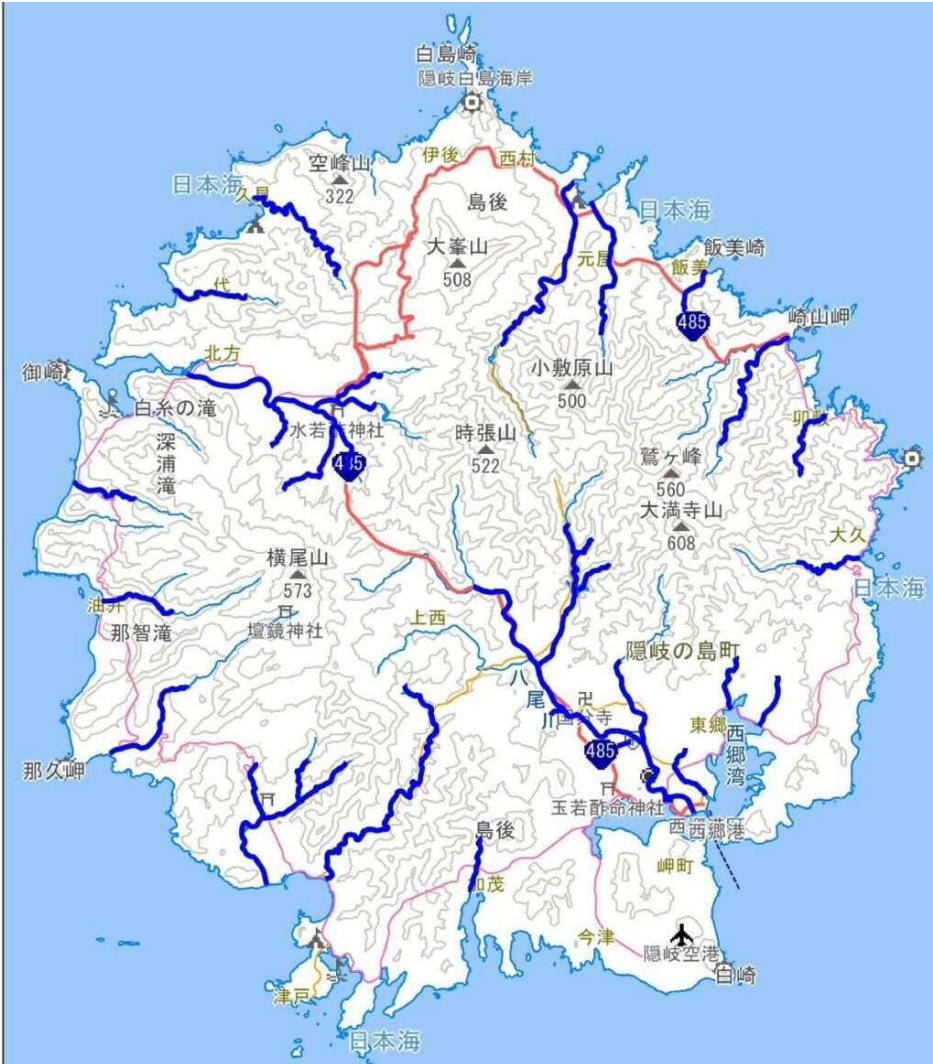 白島崎
隠岐白島海岸
伊後
西村
空峰山
322
日本海
久見
島後
日本海
大峯山
508
元屋
飯美崎
飯美
代
485
崎山岬
北方
小敷原山
500
御崎
白糸の滝
水若酢神社
時張山
522
卯敷
深浦滝
485
鷲ヶ峰
560
大満寺山
608
大久
横尾山
573
日本海
油井
那智滝
壇鏡神社
上西
隠岐の島町
八尾川
国分寺
東郷
西郷湾
485
那久岬
玉若酢命神社
島後
西郷港
岬町
加茂
今津
隠岐空港
白崎
津戸
日本海